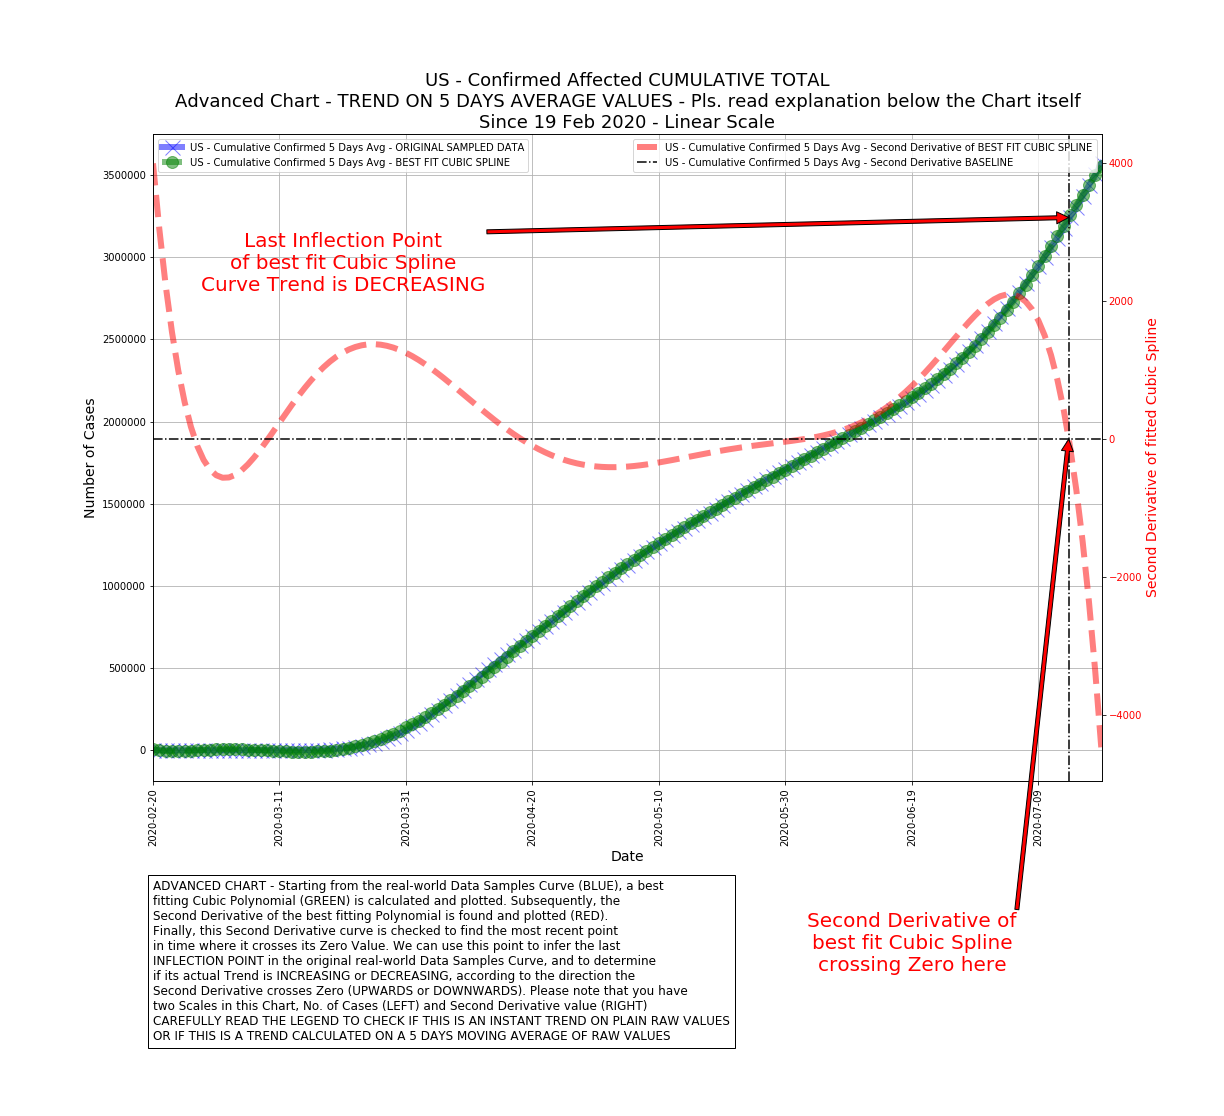 US - Confirmed Affected CUMULATIVE TOTAL
Advanced Chart - TREND ON 5 DAYS AVERAGE VALUES - Pls. read explanation below the Chart itself
Since 19 Feb 2020 - Linear Scale
US - Cumulative Confirmed 5 Days Avg - ORIGINAL SAMPLED DATA
US - Cumulative Confirmed 5 Days Avg - BEST FIT CUBIC SPLINE
US - Cumulative Confirmed 5 Days Avg - Second Derivative of BEST FIT CUBIC SPLINE
US - Cumulative Confirmed 5 Days Avg - Second Derivative BASELINE
Last Inflection Point
of best fit Cubic Spline
Curve Trend is DECREASING
Number of Cases
3500000
3000000
2500000
2000000
1500000
1000000
500000
0
4000
2000
0
−2000
−4000
Second Derivative of fitted Cubic Spline
2020-02-20
2020-03-11
2020-03-31
2020-04-20
2020-05-10
2020-05-30
2020-06-19
2020-07-09
Date
ADVANCED CHART - Starting from the real-world Data Samples Curve (BLUE), a best
fitting Cubic Polynomial (GREEN) is calculated and plotted. Subsequently, the
Second Derivative of the best fitting Polynomial is found and plotted (RED).
Finally, this Second Derivative curve is checked to find the most recent point
in time where it crosses its Zero Value. We can use this point to infer the last
INFLECTION POINT in the original real-world Data Samples Curve, and to determine
if its actual Trend is INCREASING or DECREASING, according to the direction the
Second Derivative crosses Zero (UPWARDS or DOWNWARDS). Please note that you have
two Scales in this Chart, No. of Cases (LEFT) and Second Derivative value (RIGHT)
CAREFULLY READ THE LEGEND TO CHECK IF THIS IS AN INSTANT TREND ON PLAIN RAW VALUES
OR IF THIS IS A TREND CALCULATED ON A 5 DAYS MOVING AVERAGE OF RAW VALUES
Second Derivative of
best fit Cubic Spline
crossing Zero here